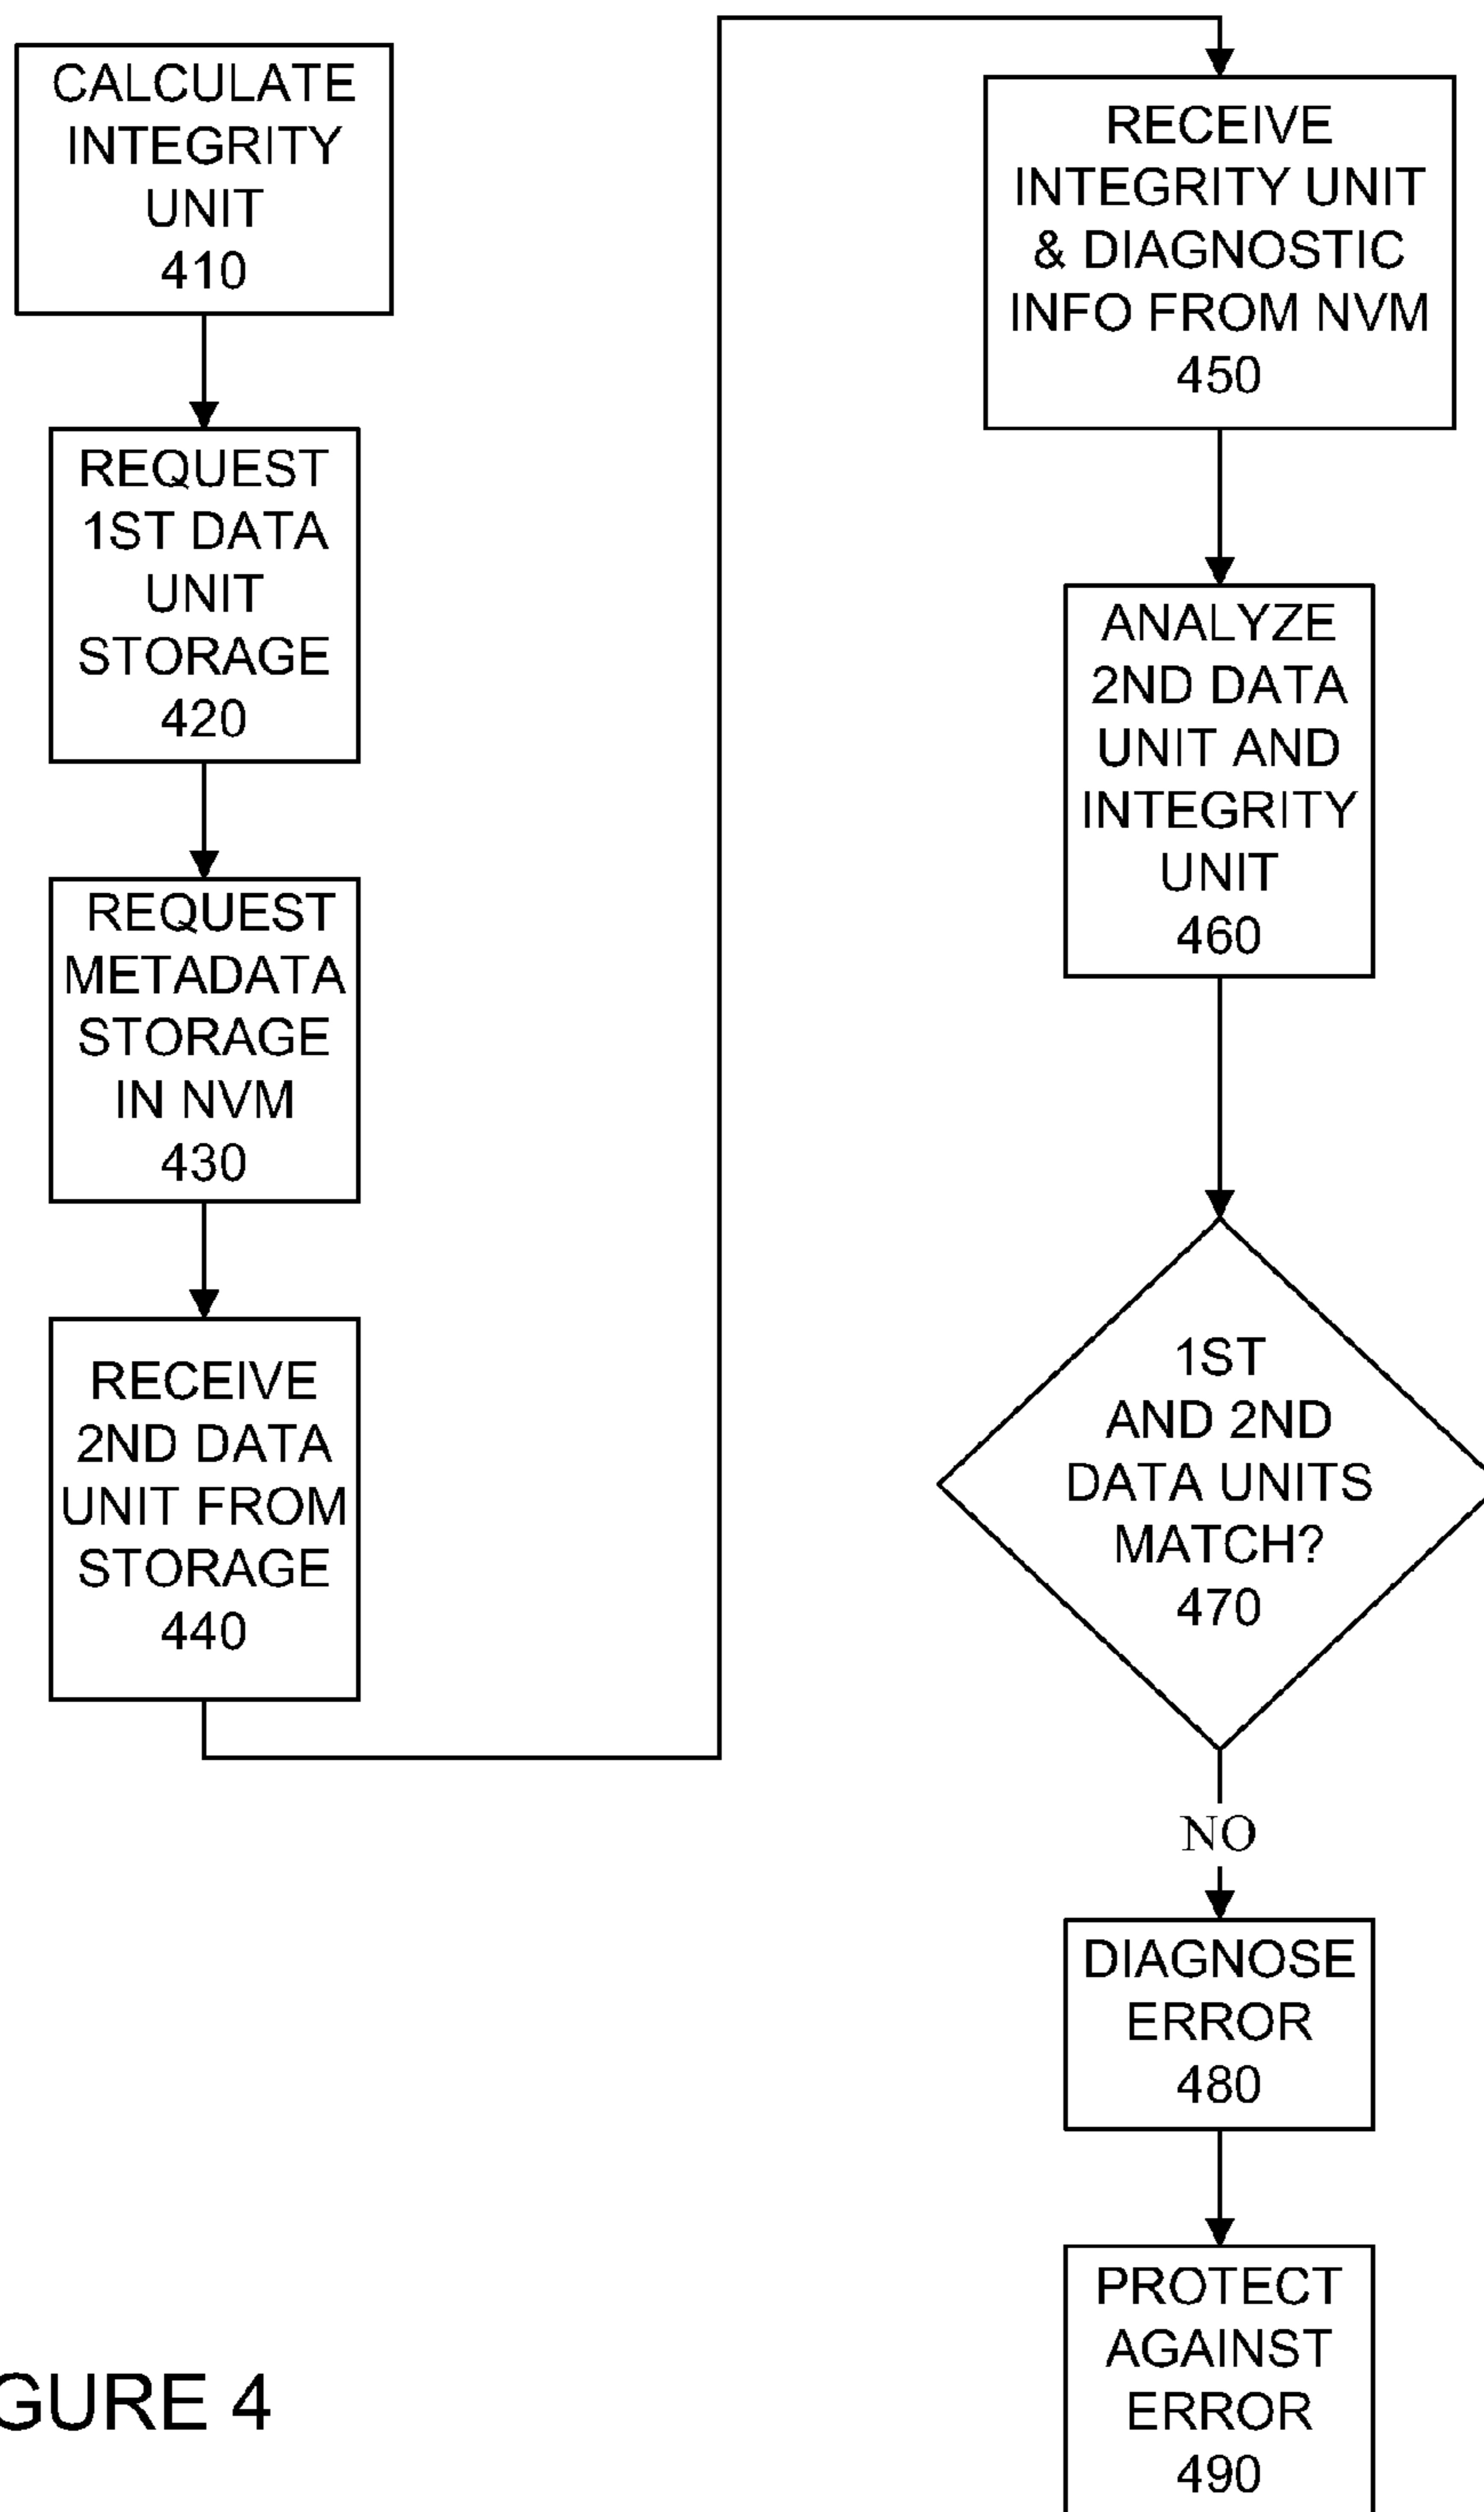 CALCULATE
INTEGRITY
UNIT
410
REQUEST
1ST DATA
UNIT
STORAGE
420
REQUEST
METADATA
STORAGE
IN NVM
430
RECEIVE
2ND DATA
UNIT FROM
STORAGE
440
RECEIVE
INTEGRITY UNIT
& DIAGNOSTIC
INFO FROM NVM
450
ANALYZE
2ND DATA
UNIT AND
INTEGRITY
UNIT
460
1ST
AND 2ND
DATA UNITS
MATCH?
470
NO
DIAGNOSE
ERROR
480
PROTECT
AGAINST
ERROR
490
GURE 4